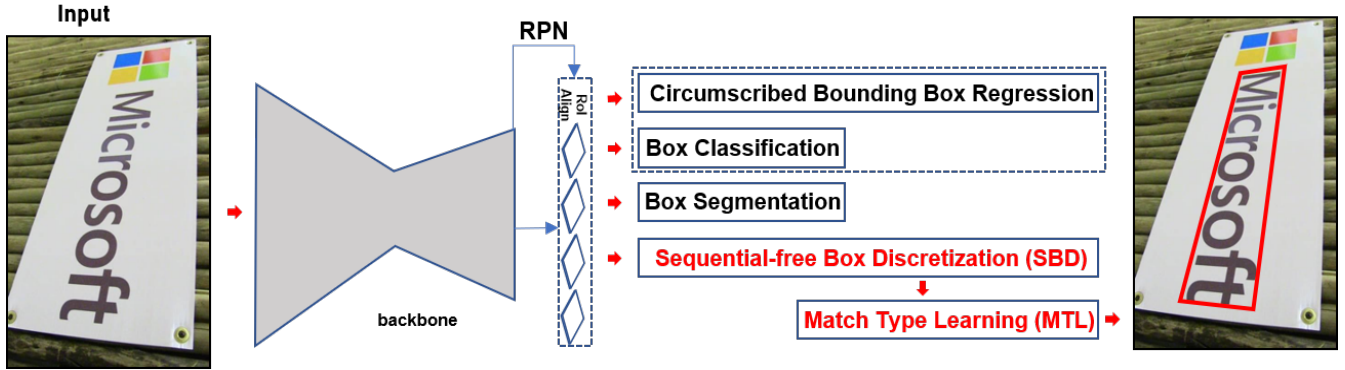 Input
Microsoft
RPN
RoI
Align
backbone
Circumscribed Bounding Box Regression
Box Classification
Box Segmentation
Sequential-free Box Discretization (SBD)
Match Type Learning (MTL)
Microsoft